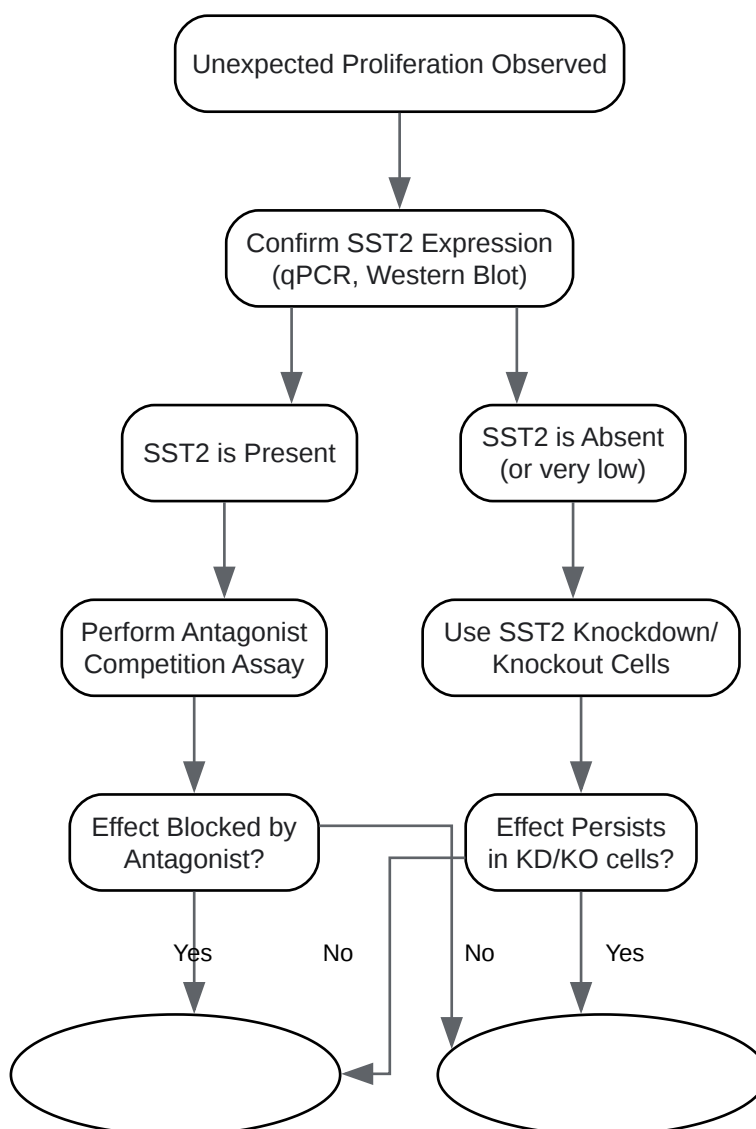 Unexpected Proliferation Observed
Confirm SST2 Expression
(qPCR, Western Blot)
SST2 is Present
SST2 is Absent
(or very low)
Perform Antagonist
Competition Assay
Use SST2 Knockdown/
Knockout Cells
Effect Blocked by
Antagonist?
Effect Persists
in KD/KO cells?
Yes
No
No
Yes